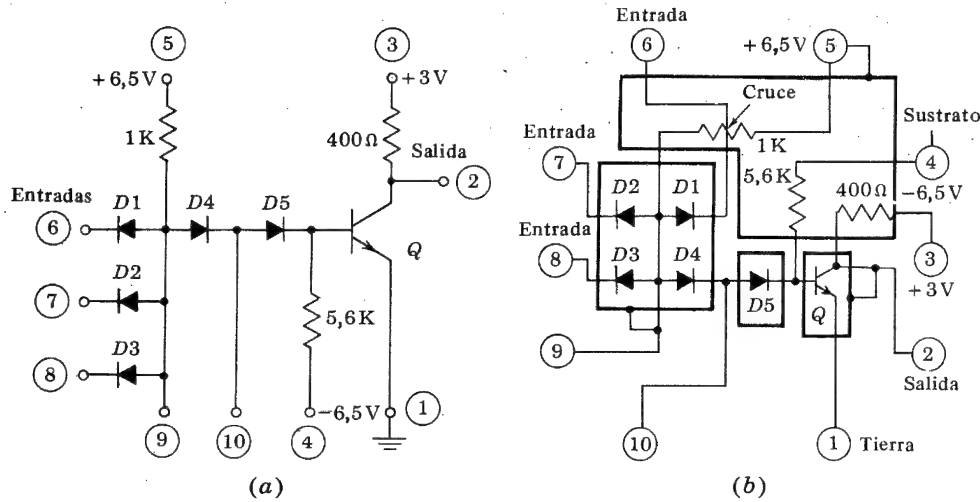 5
3
+6,5V
+3V
1K
400Ω
Salida
2
Entradas
D1
D4
D5
6
Q
7
D2
5,6K
8
D3
-6,5V
1
9
10
4
(a)
Entrada
6
+6,5V
5
Cruce
Sustrato
Entrada
1K
4
7
5,6K
D2
D1
400Ω
-6,5V
Entrada
D3
D4
8
3
D5
Q
+3V
9
2
Salida
10
1
Tierra
(b)